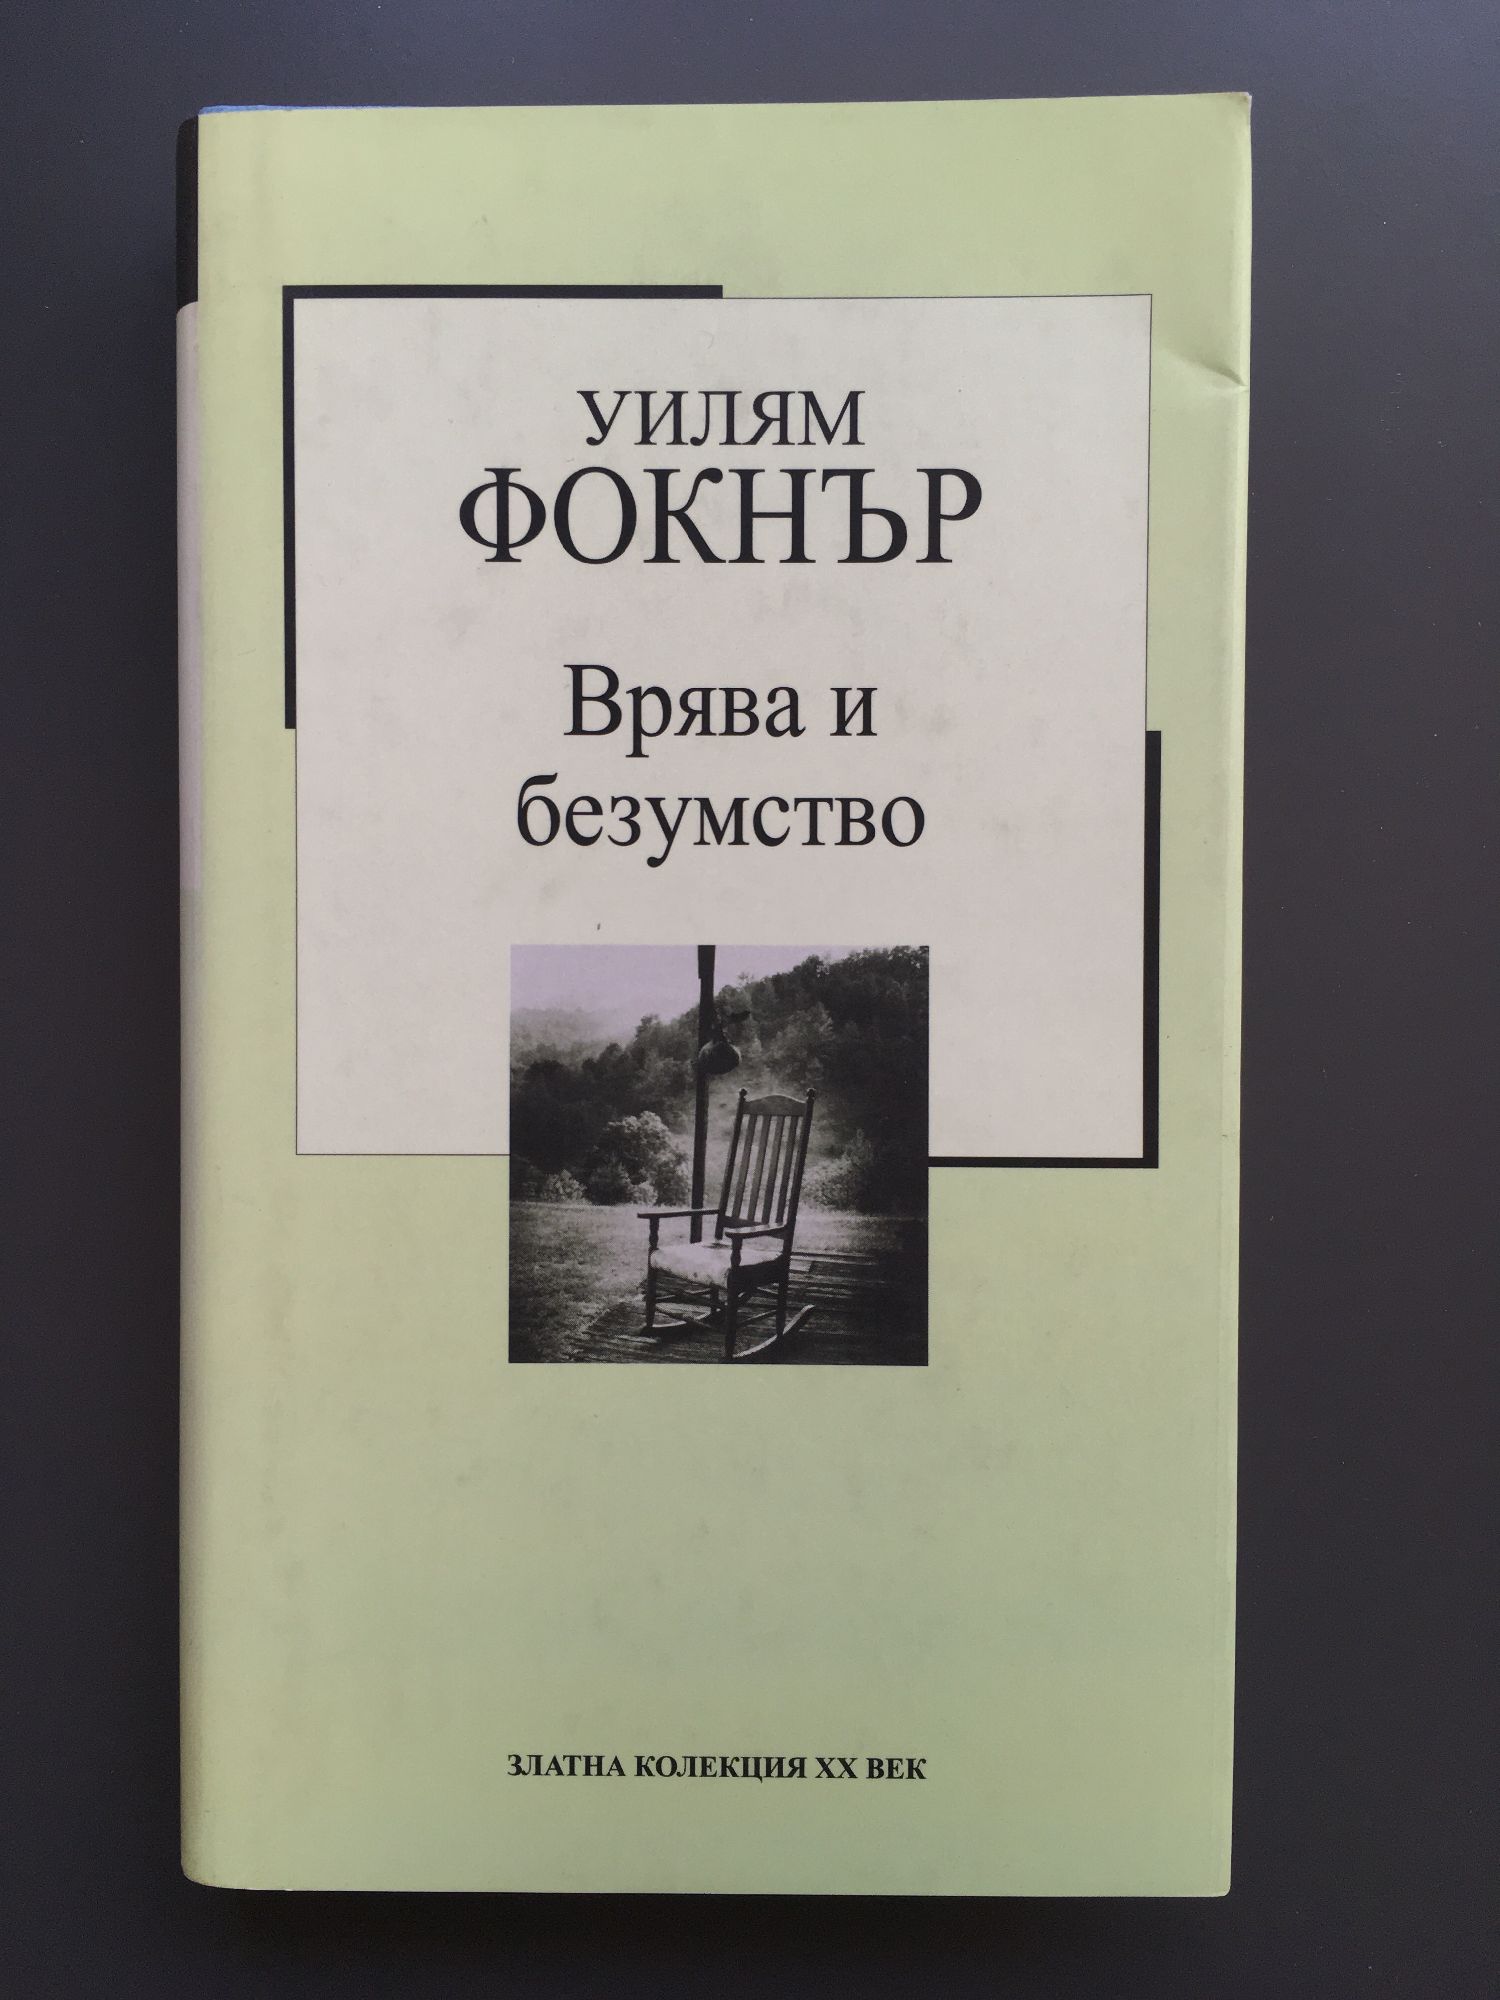 УИЛЯМ
ФОКНЪР
Врява и
безумство
ЗЛАТНА КОЛЕКЦИЯ XX ВЕК